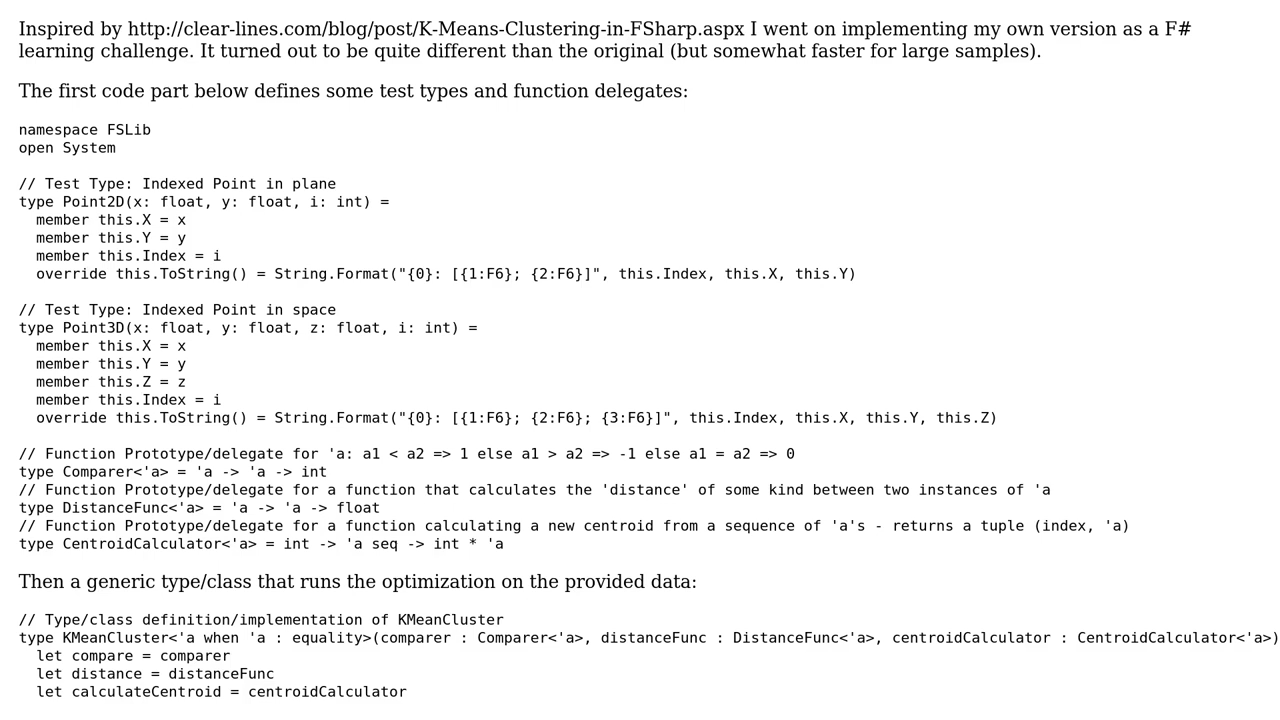 Inspired by http://clear-lines.com/blog/post/K-Means-Clustering-in-FSharp.aspx I went on implementing my own version as a F#
learning challenge. It turned out to be quite different than the original (but somewhat faster for large samples).
The first code part below defines some test types and function delegates:
namespace FSLib
open System
// Test Type: Indexed Point in plane
type Point2D(x: float, y: float, i: int) =
  member this.X = x
  member this.Y = y
  member this.Index = i
  override this.ToString() = String.Format("{0}: [{1:F6}; {2:F6}]", this.Index, this.X, this.Y)
// Test Type: Indexed Point in space
type Point3D(x: float, y: float, z: float, i: int) =
  member this.X = x
  member this.Y = y
  member this.Z = z
  member this.Index = i
  override this.ToString() = String.Format("{0}: [{1:F6}; {2:F6}; {3:F6}]", this.Index, this.X, this.Y, this.Z)
// Function Prototype/delegate for 'a: a1 < a2 => 1 else a1 > a2 => -1 else a1 = a2 => 0
type Comparer<'a> = 'a -> 'a -> int
// Function Prototype/delegate for a function that calculates the 'distance' of some kind between two instances of 'a
type DistanceFunc<'a> = 'a -> 'a -> float
// Function Prototype/delegate for a function calculating a new centroid from a sequence of 'a's - returns a tuple (index, 'a)
type CentroidCalculator<'a> = int -> 'a seq -> int * 'a
Then a generic type/class that runs the optimization on the provided data:
// Type/class definition/implementation of KMeanCluster
type KMeanCluster<'a when 'a : equality>(comparer : Comparer<'a>, distanceFunc : DistanceFunc<'a>, centroidCalculator : CentroidCalculator<'a>)
  let compare = comparer
  let distance = distanceFunc
  let calculateCentroid = centroidCalculator